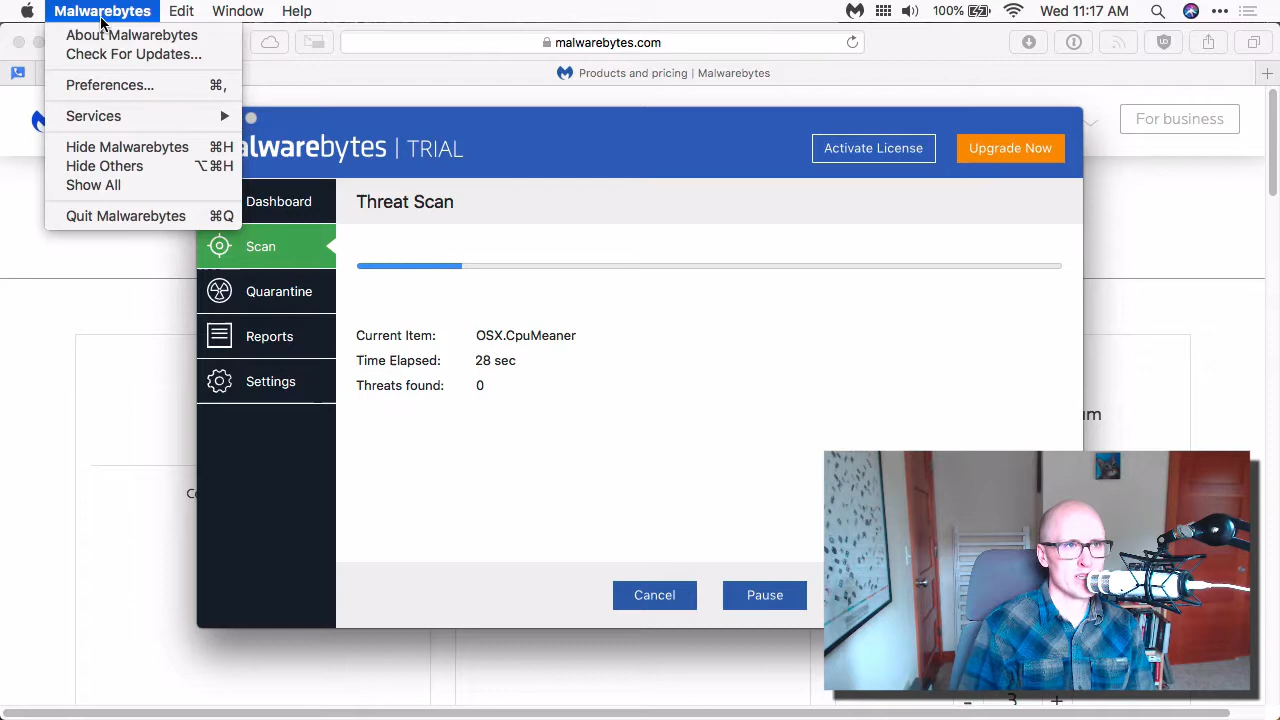 Malwarebytes Edit Window Help 100% Wed 11:17 AM
About Malwarebytes
Check For Updates...
Preferences... ⌘,
Services
Hide Malwarebytes ⌘H
Hide Others ⌥⌘H
Show All
Quit Malwarebytes ⌘Q
malwarebytes.com
Products and pricing | Malwarebytes
For business
alwarebytes | TRIAL
Activate License
Upgrade Now
Dashboard
Scan
Quarantine
Reports
Settings
Threat Scan
Current Item: OSX.CpuMeaner
Time Elapsed: 28 sec
Threats found: 0
Cancel
Pause
um
Co
- 3 +